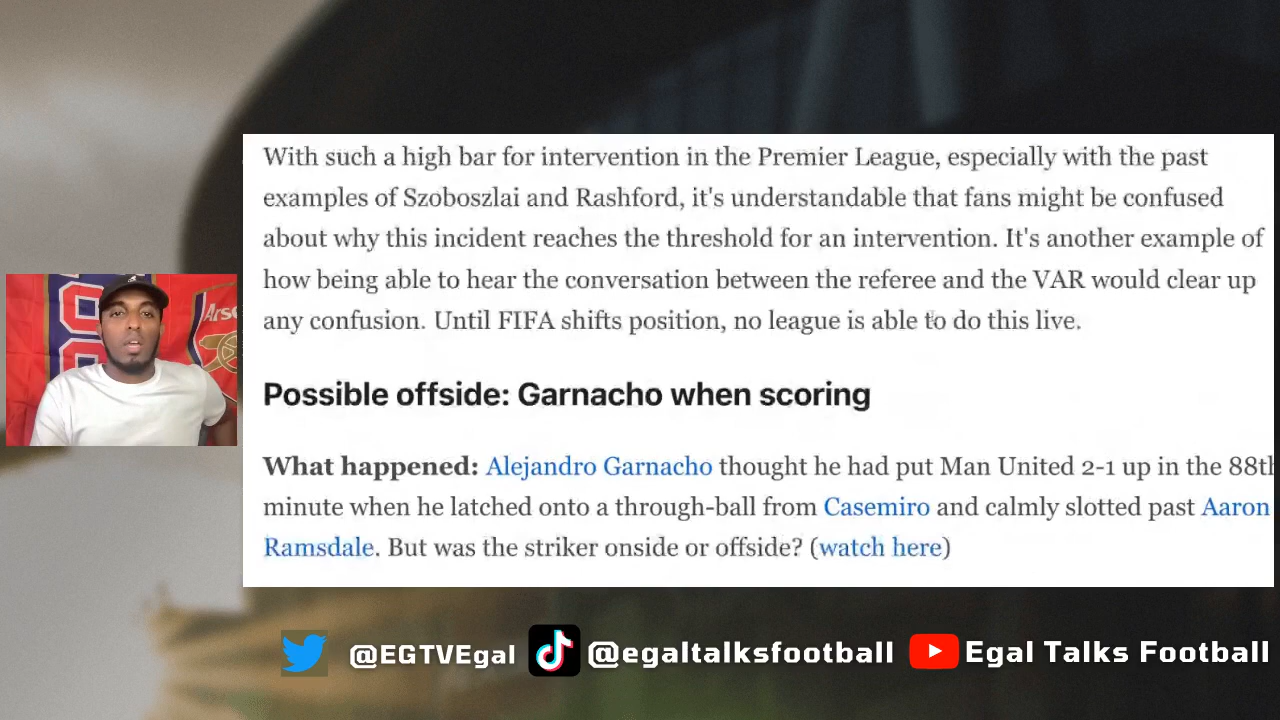 With such a high bar for intervention in the Premier League, especially with the past
examples of Szoboszlai and Rashford, it's understandable that fans might be confused
about why this incident reaches the threshold for an intervention. It's another example of
how being able to hear the conversation between the referee and the VAR would clear up
any confusion. Until FIFA shifts position, no league is able to do this live.
Possible offside: Garnacho when scoring
What happened: Alejandro Garnacho thought he had put Man United 2-1 up in the 88th
minute when he latched onto a through-ball from Casemiro and calmly slotted past Aaron
Ramsdale. But was the striker onside or offside? (watch here)
Arse
@EGTVEgal @egaltalksfootball Egal Talks Football